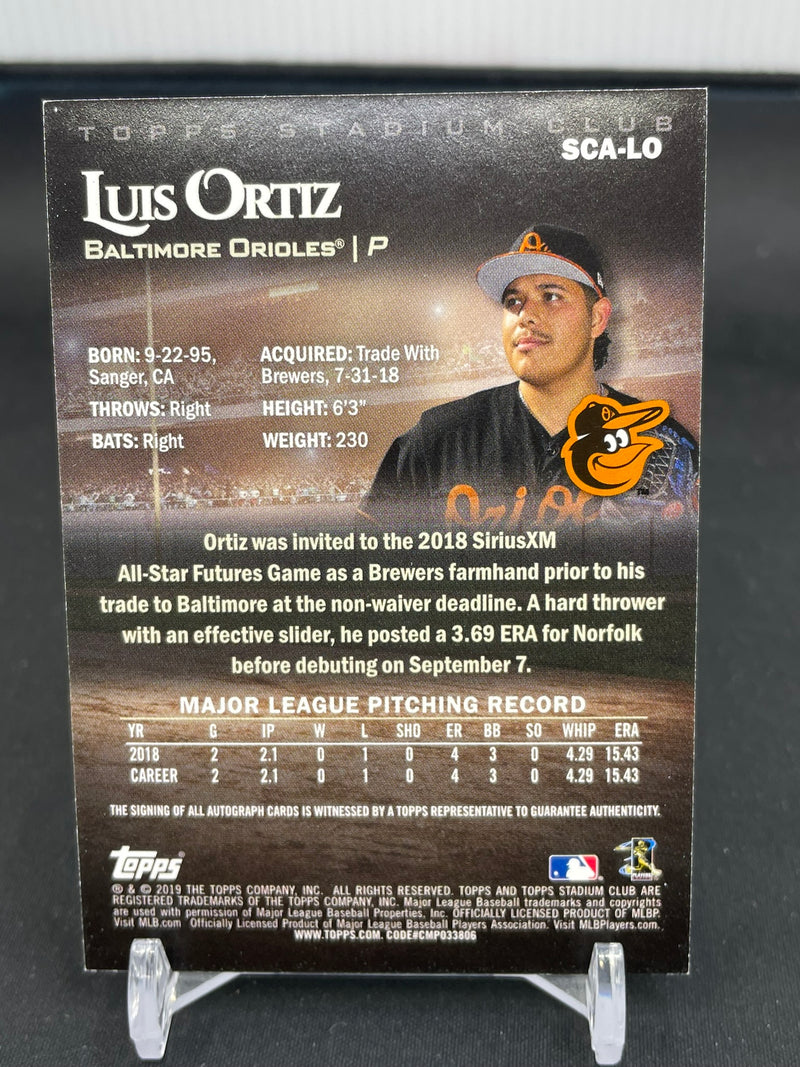 TOPPS STADIUM CLUB
SCA-LO
LUIS ORTIZ
BALTIMORE ORIOLES® | P
BORN: 9-22-95,
Sanger, CA
THROWS: Right
BATS: Right
ACQUIRED: Trade With
Brewers, 7-31-18
HEIGHT: 6'3"
WEIGHT: 230
Orioles
TM
Ortiz was invited to the 2018 SiriusXM
All-Star Futures Game as a Brewers farmhand prior to his
trade to Baltimore at the non-waiver deadline. A hard thrower
with an effective slider, he posted a 3.69 ERA for Norfolk
before debuting on September 7.
MAJOR LEAGUE PITCHING RECORD
YR G IP W L SHO ER BB SO WHIP ERA
2018 2 2.1 0 1 0 4 3 0 4.29 15.43
CAREER 2 2.1 0 1 0 4 3 0 4.29 15.43
THE SIGNING OF ALL AUTOGRAPH CARDS IS WITNESSED BY A TOPPS REPRESENTATIVE TO GUARANTEE AUTHENTICITY.
Topps®
® & © 2019 THE TOPPS COMPANY, INC. ALL RIGHTS RESERVED. TOPPS AND TOPPS STADIUM CLUB ARE
REGISTERED TRADEMARKS OF THE TOPPS COMPANY, INC. Major League Baseball trademarks and copyrights
are used with permission of Major League Baseball Properties, Inc. OFFICIALLY LICENSED PRODUCT OF MLBP.
Visit MLB.com Officially Licensed Product of Major League Baseball Players Association. Visit MLBPlayers.com.
WWW.TOPPS.COM. CODE#CMP033806